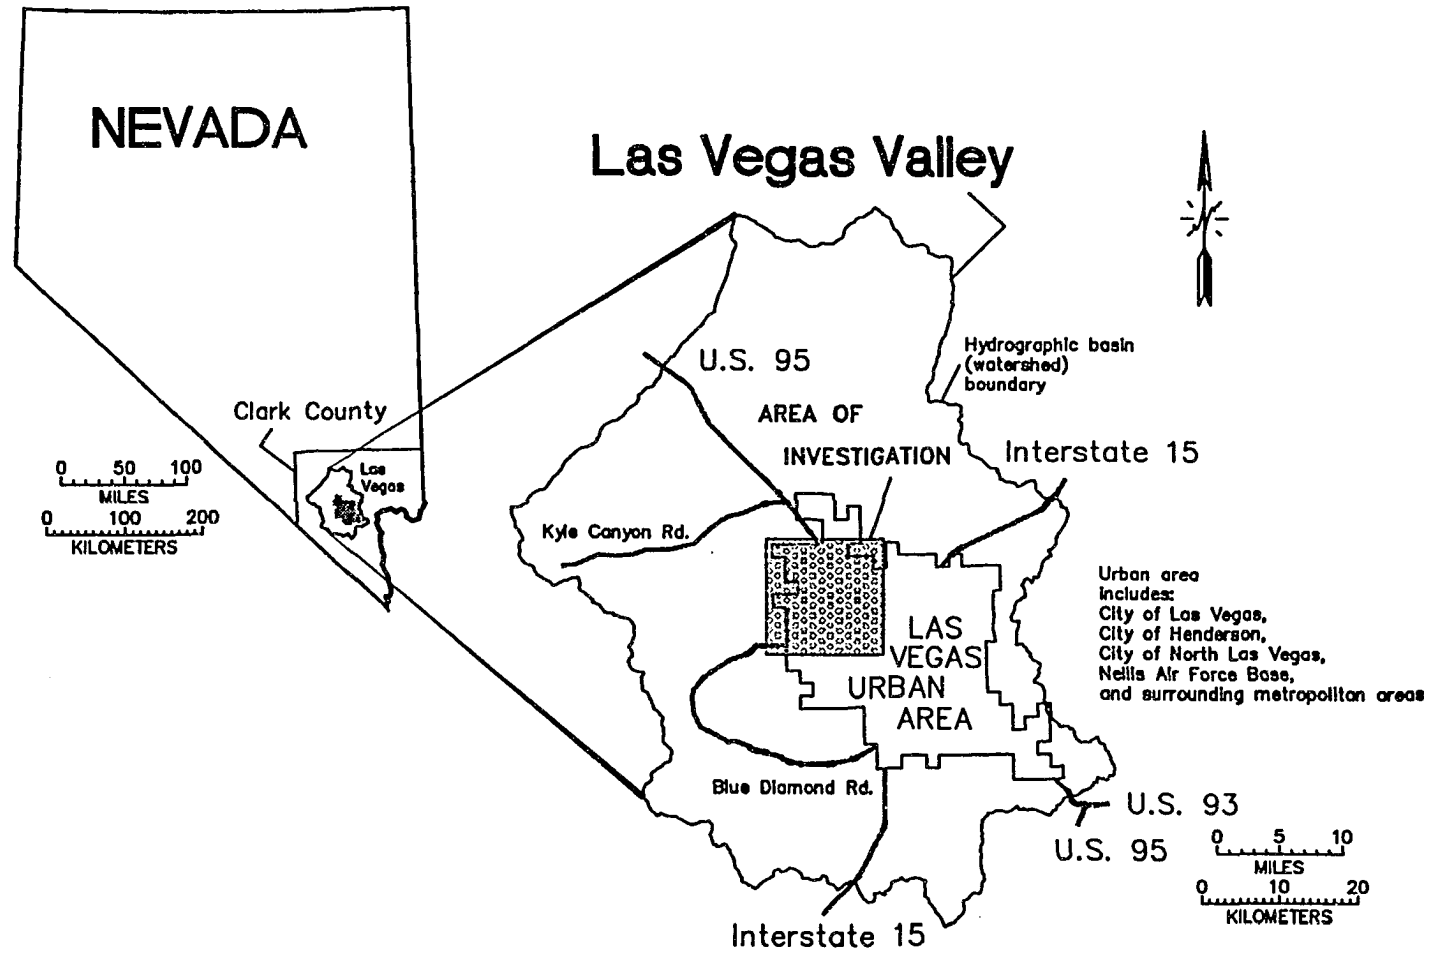 NEVADA
Las Vegas Valley
U.S. 95
Hydrographic basin
(watershed)
boundary
AREA OF
INVESTIGATION
Interstate 15
Clark County
Las
Vegas
0 50 100
MILES
0 100 200
KILOMETERS
Kyle Canyon Rd.
Urban area
includes:
City of Las Vegas,
City of Henderson,
City of North Las Vegas,
Nellis Air Force Base,
and surrounding metropolitan areas
LAS
VEGAS
URBAN
AREA
Blue Diamond Rd.
U.S. 93
U.S. 95
0 5 10
MILES
0 10 20
KILOMETERS
Interstate 15